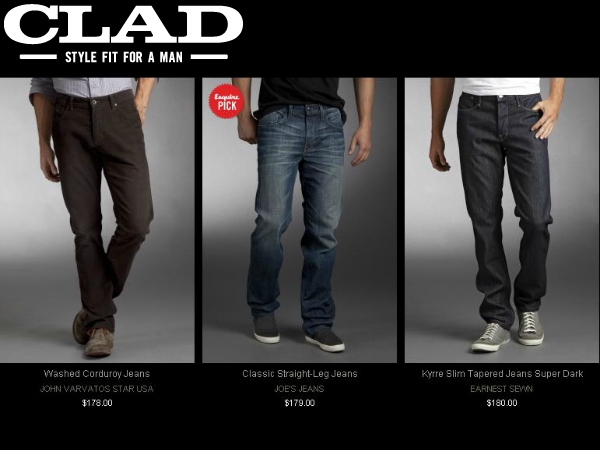 CLAD
STYLE FIT FOR A MAN
Esquire
PICK
Washed Corduroy Jeans
JOHN VARVATOS STAR USA
$178.00
Classic Straight-Leg Jeans
JOE'S JEANS
$179.00
Kyrre Slim Tapered Jeans Super Dark
EARNEST SEWN
$180.00